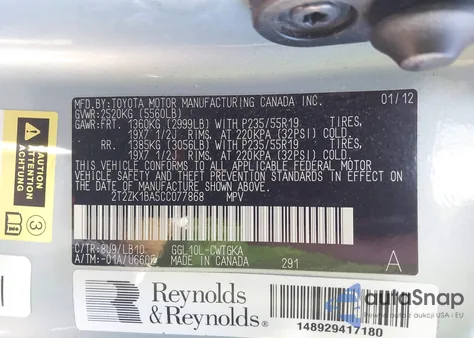 MFD. BY: TOYOTA MOTOR MANUFACTURING CANADA INC. 01/12
GVWR: 2520KG (5560LB)
GAWR: FRT. 1360KG (2999LB) WITH P235/55R19 TIRES,
19X7 1/2J RIMS, AT 220KPA (32PSI) COLD.
RR. 1385KG (3056LB) WITH P235/55R19 TIRES,
19X7 1/2J RIMS, AT 220KPA (32PSI) COLD.
THIS VEHICLE CONFORMS TO ALL APPLICABLE FEDERAL MOTOR
VEHICLE SAFETY AND THEFT PREVENTION STANDARDS IN EFFECT
ON THE DATE OF MANUFACTURE SHOWN ABOVE.
2T2ZK1BA5CC077868 MPV
C/TR: 8U9/LB10 GGL10L-CWTGKA
A/TM: -01A/U660E MADE IN CANADA 291 A
CAUTION
ATTENTION
3
Reynolds
& Reynolds®
148929417180
autoSnap